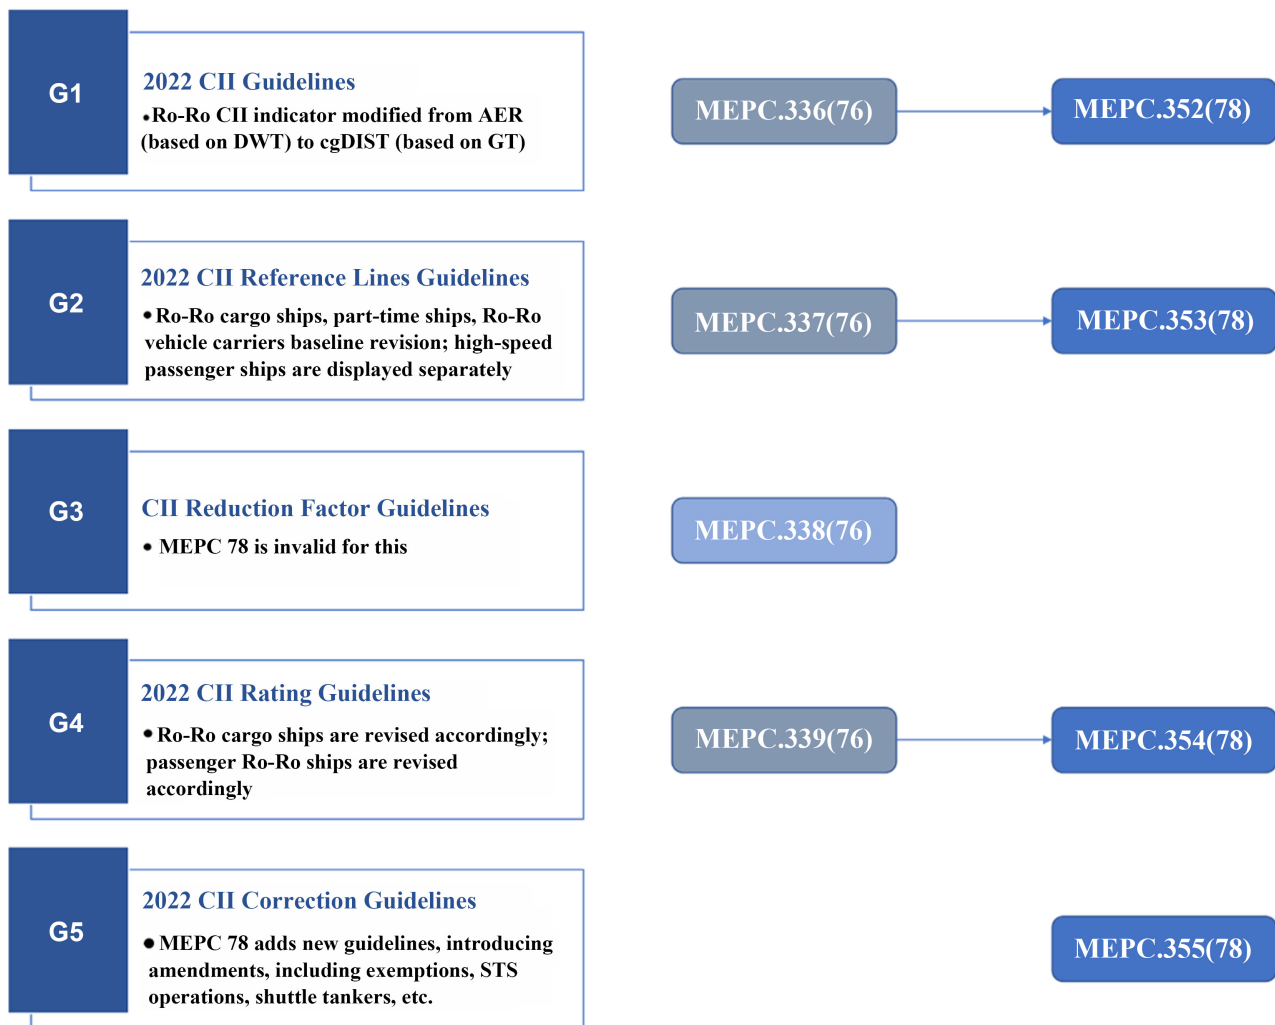 G1
2022 CII Guidelines
•Ro-Ro CII indicator modified from AER
(based on DWT) to cgDIST (based on GT)
MEPC.336(76)
MEPC.352(78)
G2
2022 CII Reference Lines Guidelines
•Ro-Ro cargo ships, part-time ships, Ro-Ro
vehicle carriers baseline revision; high-speed
passenger ships are displayed separately
MEPC.337(76)
MEPC.353(78)
G3
CII Reduction Factor Guidelines
• MEPC 78 is invalid for this
MEPC.338(76)
G4
2022 CII Rating Guidelines
•Ro-Ro cargo ships are revised accordingly;
passenger Ro-Ro ships are revised
accordingly
MEPC.339(76)
MEPC.354(78)
G5
2022 CII Correction Guidelines
•MEPC 78 adds new guidelines, introducing
amendments, including exemptions, STS
operations, shuttle tankers, etc.
MEPC.355(78)